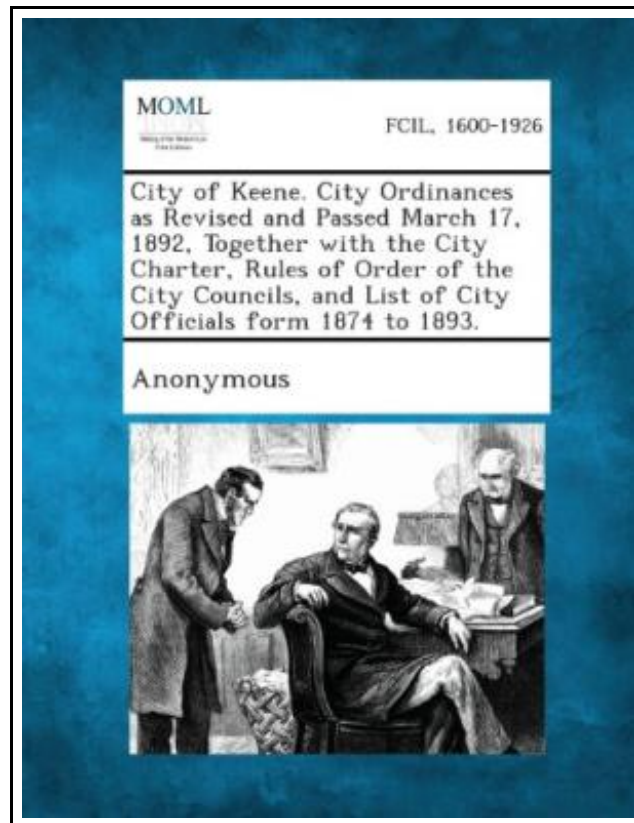 MOML
FCIL, 1600-1926
City of Keene. City Ordinances
as Revised and Passed March 17,
1892, Together with the City
Charter, Rules of Order of the
City Councils, and List of City
Officials form 1874 to 1893.
Anonymous